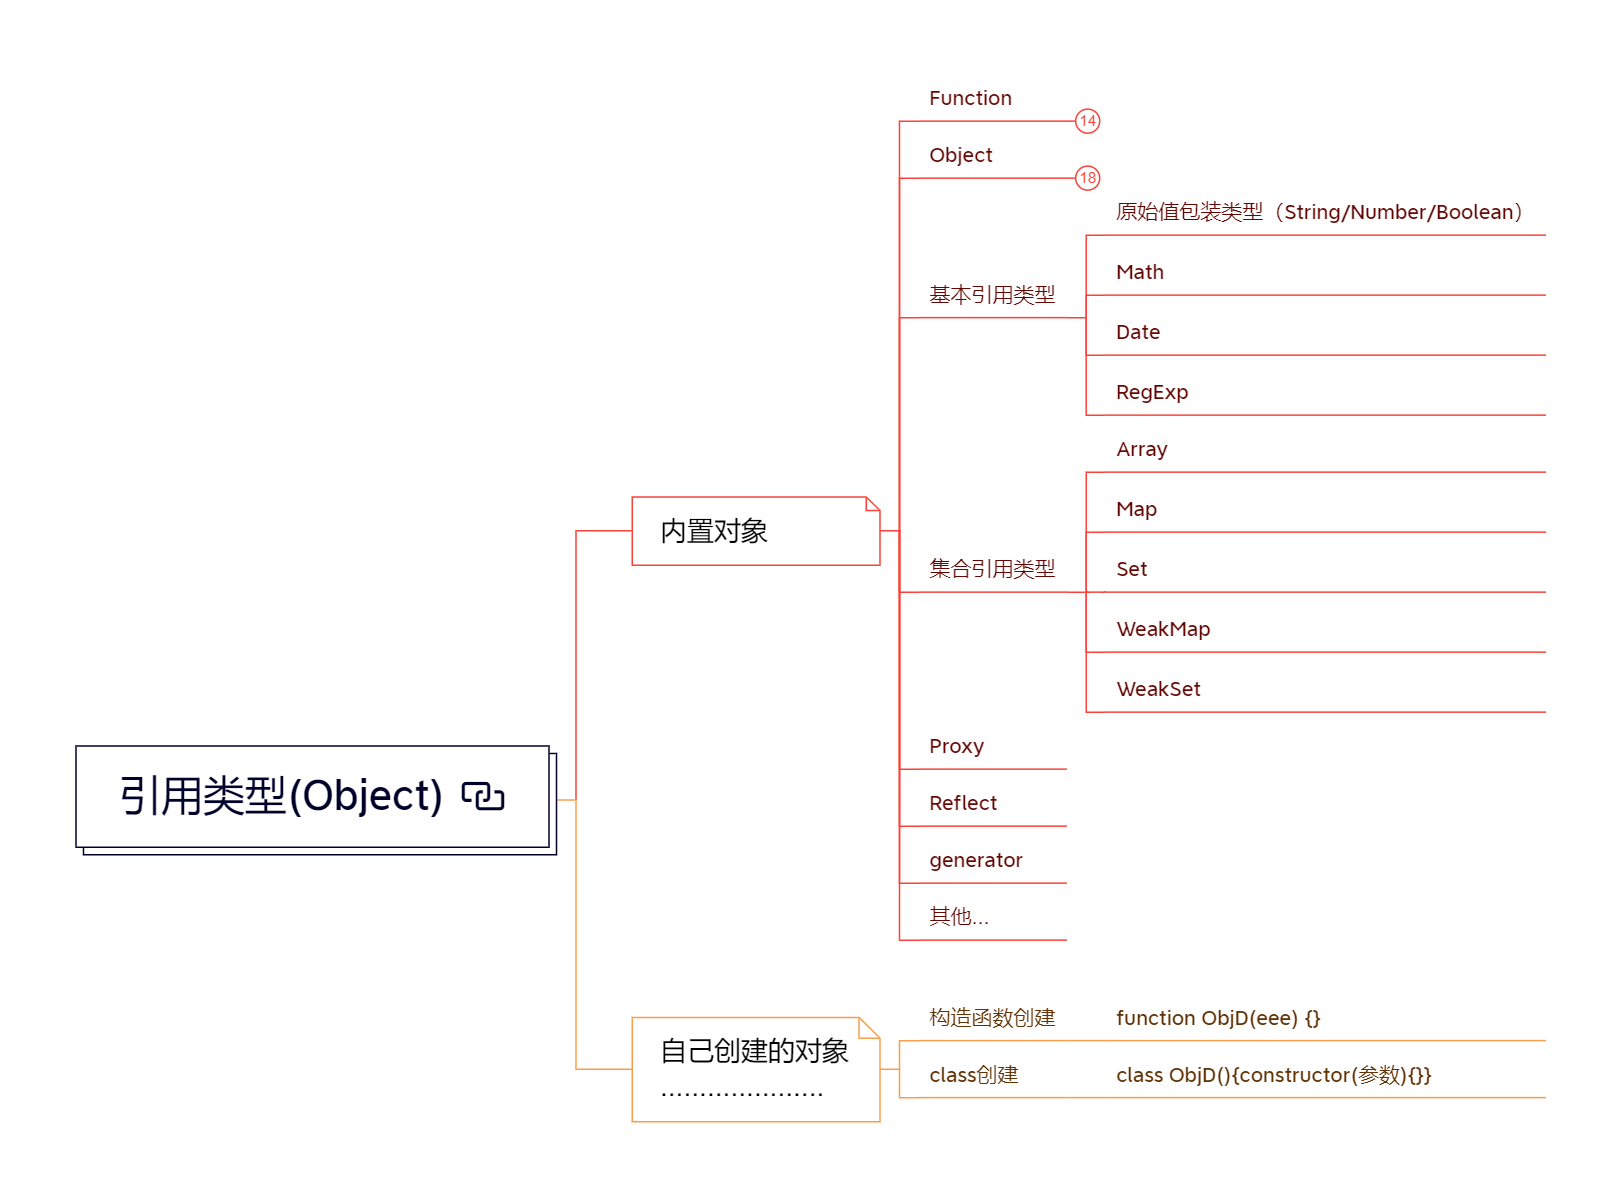 Function
14
Object
18
原始值包装类型（String/Number/Boolean）
Math
基本引用类型
Date
RegExp
Array
Map
内置对象
集合引用类型
Set
WeakMap
WeakSet
Proxy
引用类型(Object)
Reflect
generator
其他...
构造函数创建 function ObjD(eee) {}
自己创建的对象
class创建 class ObjD(){constructor(参数){}}
.....................